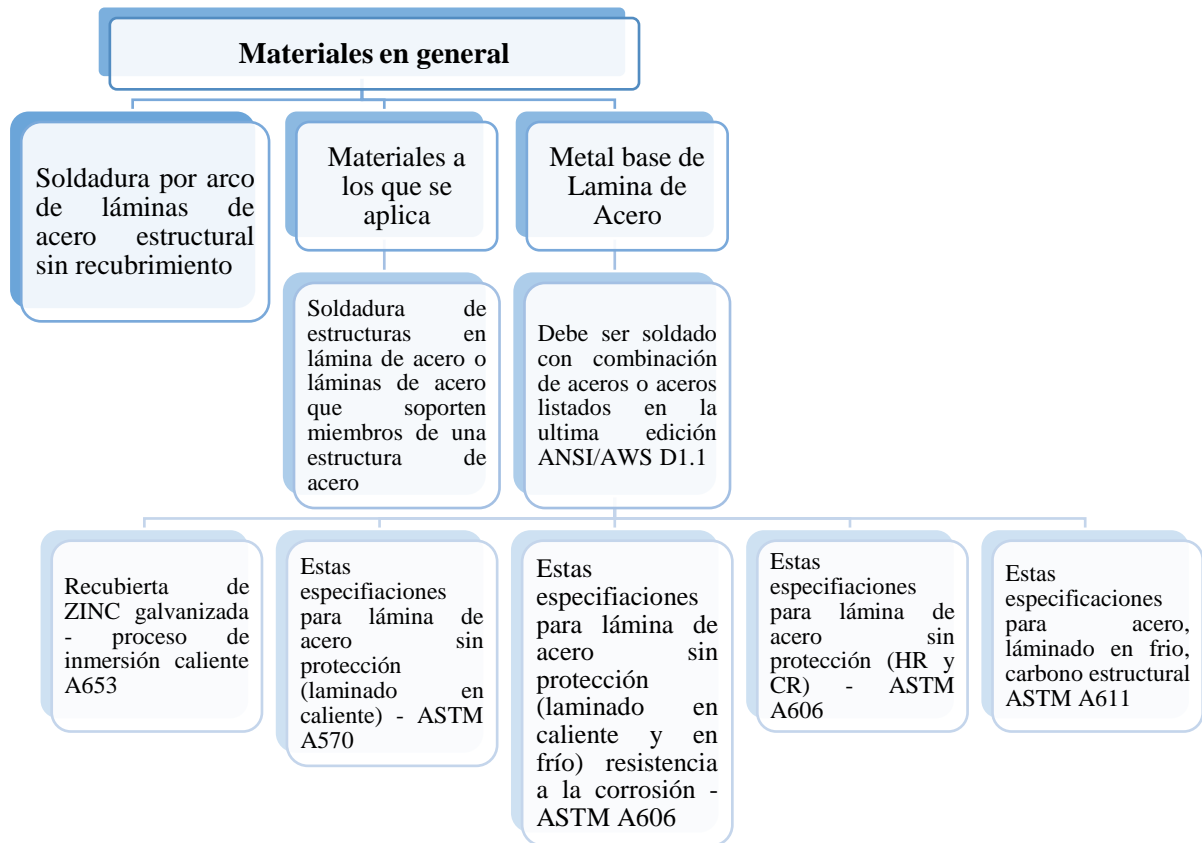 Materiales en general
Soldadura por arco
de láminas de
acero estructural
sin recubrimiento
Materiales a
los que se
aplica
Metal base de
Lamina de
Acero
Soldadura de
estructuras en
lámina de acero o
láminas de acero
que soporten
miembros de una
estructura de
acero
Debe ser soldado
con combinación
de aceros o aceros
listados en la
ultima edición
ANSI/AWS D1.1
Recubierta de
ZINC galvanizada
- proceso de
inmersión caliente
A653
Estas
especifiaciones
para lámina de
acero sin
protección
(laminado en
caliente) - ASTM
A570
Estas
especifiaciones
para lámina de
acero sin
protección
(laminado en
caliente y en
frío) resistencia
a la corrosión -
ASTM A606
Estas
especifiaciones
para lámina de
acero sin
protección (HR y
CR) - ASTM
A606
Estas
especificaciones
para acero,
láminado en frio,
carbono estructural
ASTM A611